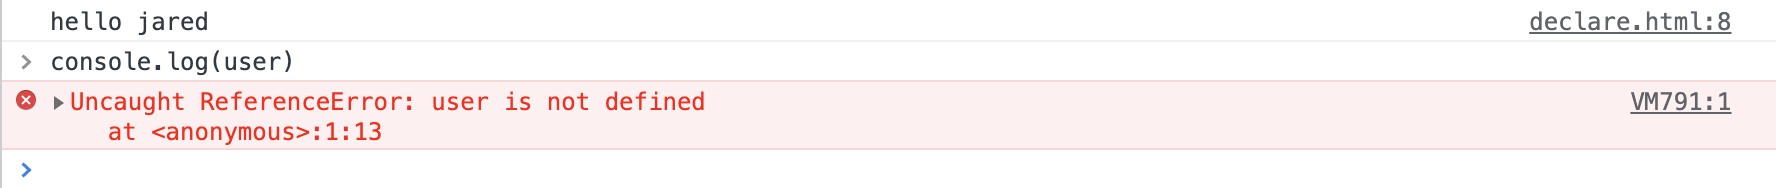 hello jared declare.html:8
> console.log(user)
Uncaught ReferenceError: user is not defined VM791:1
at <anonymous>:1:13
>